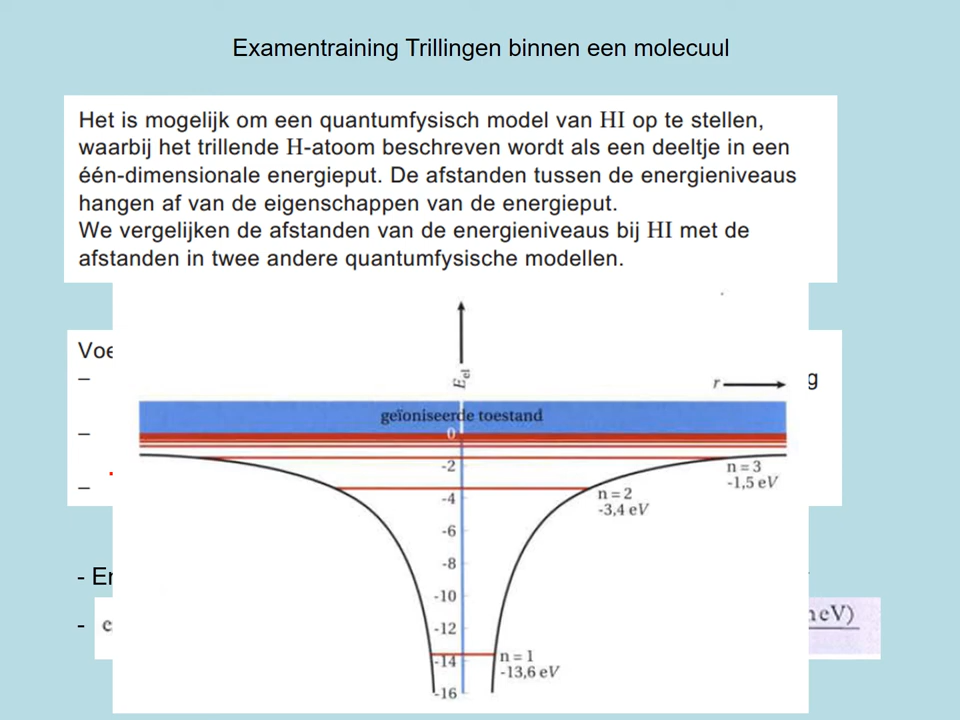 Examentraining Trillingen binnen een molecuul
Het is mogelijk om een quantumfysisch model van HI op te stellen,
waarbij het trillende H-atoom beschreven wordt als een deeltje in een
één-dimensionale energieput. De afstanden tussen de energieniveaus
hangen af van de eigenschappen van de energieput.
We vergelijken de afstanden van de energieniveaus bij HI met de
afstanden in twee andere quantumfysische modellen.
E el
r
geïoniseerde toestand
0
-2
n = 3
-1,5 eV
-4
n = 2
-3,4 eV
-6
-8
-10
-12
-14
n = 1
-13,6 eV
-16
–
–
–
-
-